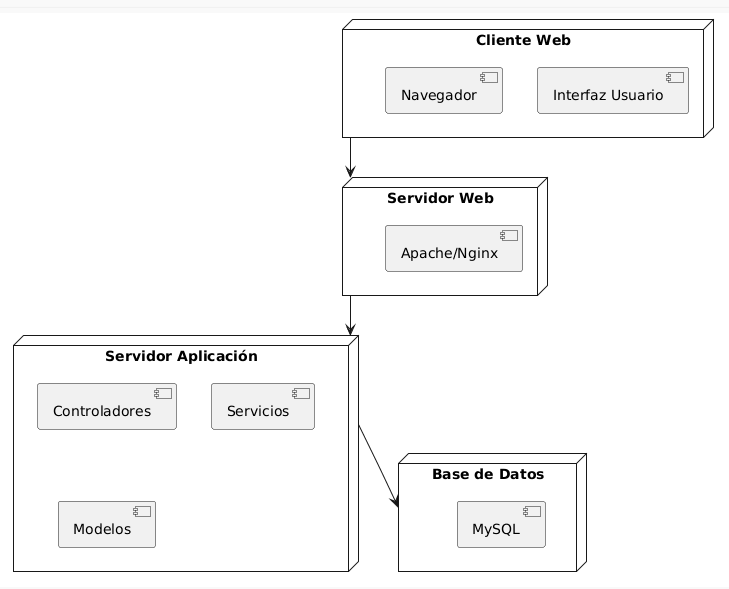 Cliente Web
Navegador
Interfaz Usuario
Servidor Web
Apache/Nginx
Servidor Aplicación
Controladores
Servicios
Modelos
Base de Datos
MySQL